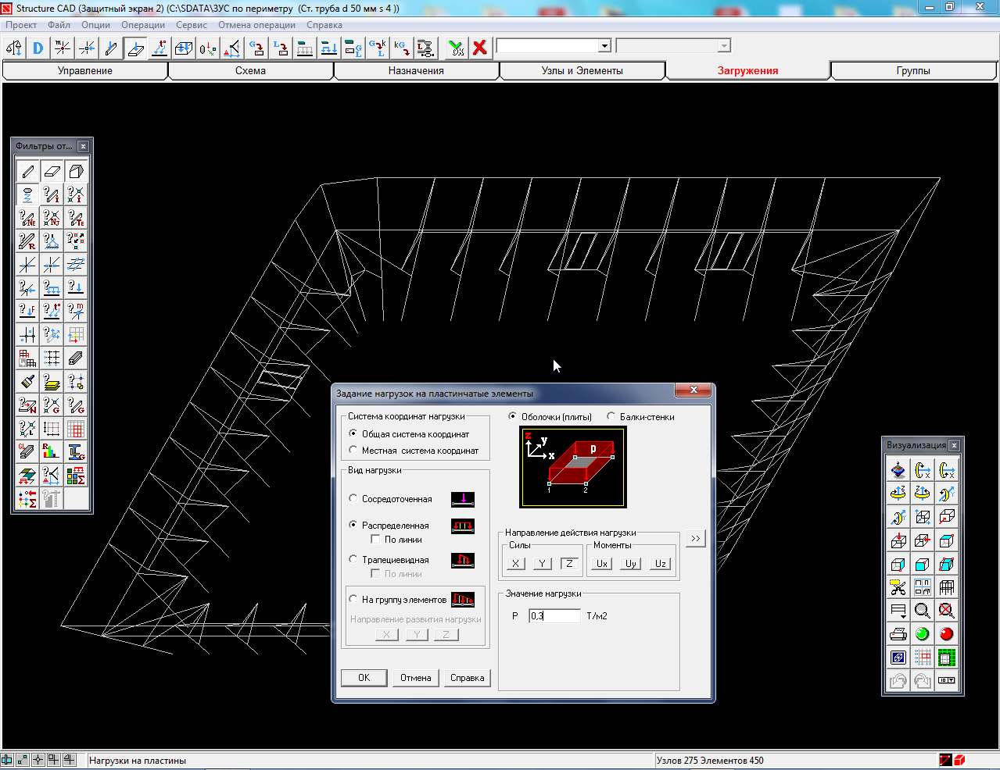 Structure CAD (Защитный экран 2) (C:\SDATA\ЗУС по периметру (Ст. труба d 50 мм s 4 ))
Проект Файл Опции Операции Сервис Отмена операции Справка
Управление Схема Назначения Узлы и Элементы Загружения Группы
Фильтры от...
Задание нагрузок на пластинчатые элементы
Система координат нагрузки
Общая система координат
Местная система координат
Вид нагрузки
Сосредоточенная
Распределенная
По линии
Трапециевидная
По линии
На группу элементов
Направление развития нагрузки
X Y Z
OK Отмена Справка
Оболочки (плиты) Балки-стенки
z y x p
1 2
Направление действия нагрузки
Силы Моменты
X Y Z Ux Uy Uz
>>
Значение нагрузки
P 0,3 Т/м2
Визуализация
Нагрузки на пластины
Узлов 275 Элементов 450